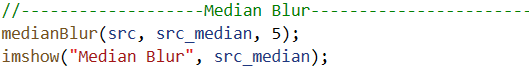 //-------------------Median Blur-----------------------
medianBlur(src, src_median, 5);
imshow("Median Blur", src_median);